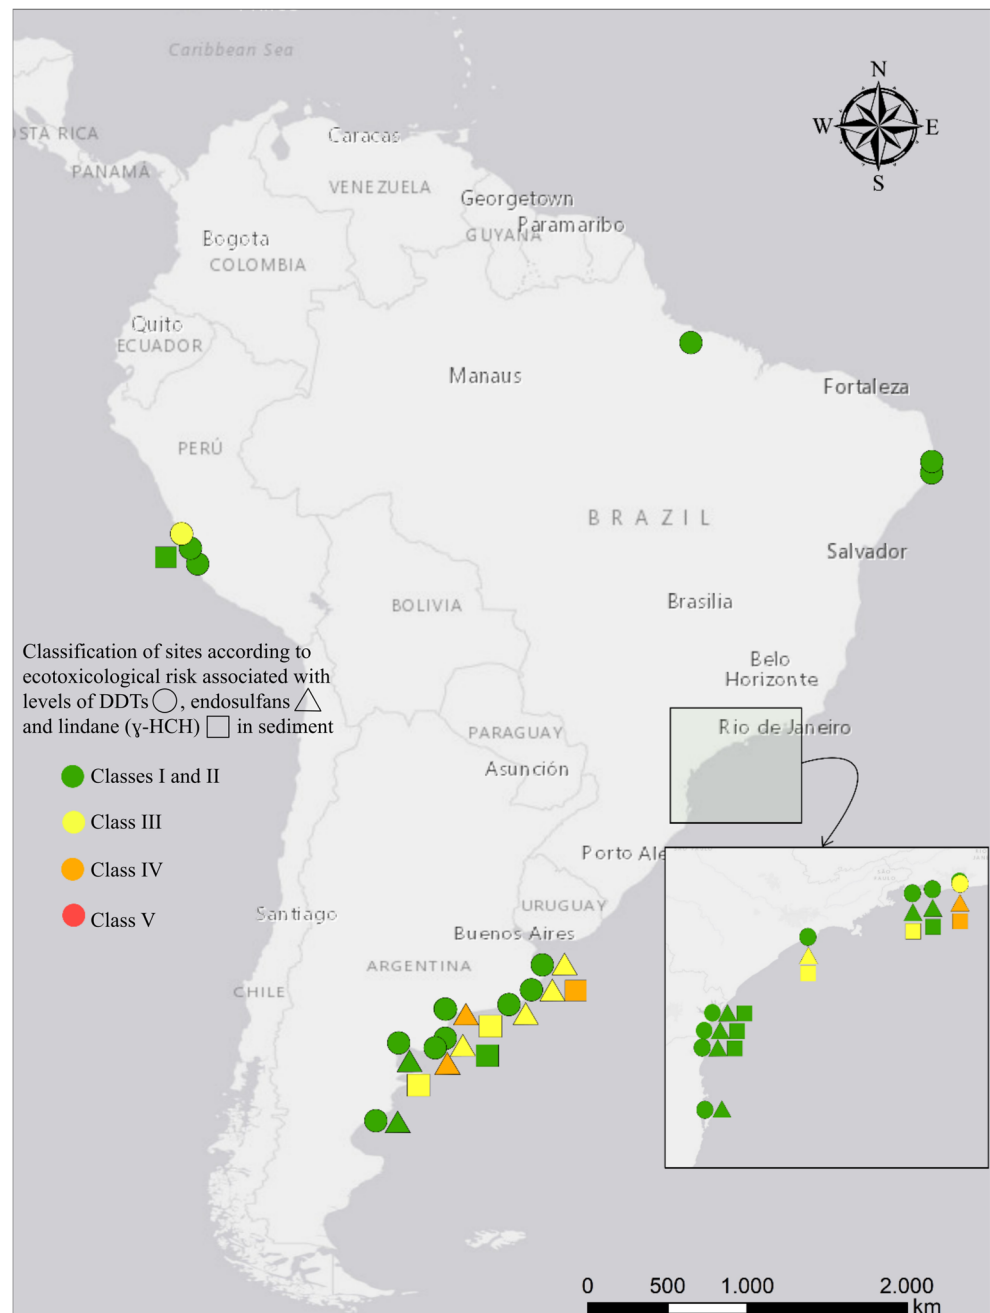 Caribbean Sea
N
W
E
S
OSTA RICA
Caracas
PANAMÁ
VENEZUELA
Georgetown
Paramaribo
GUYANA
Bogota
COLOMBIA
Quito
ECUADOR
Manaus
Fortaleza
PERÚ
BRAZIL
Salvador
BOLIVIA
Brasilia
Classification of sites according to
ecotoxicological risk associated with
levels of DDTs , endosulfans
and lindane (ɣ-HCH) in sediment
Belo
Horizonte
PARAGUAY
Rio de Janeiro
Asunción
Classes I and II
Class III
Class IV
Class V
Porto Ale
Santiago
URUGUAY
Buenos Aires
ARGENTINA
CHILE
0 500 1.000 2.000
km